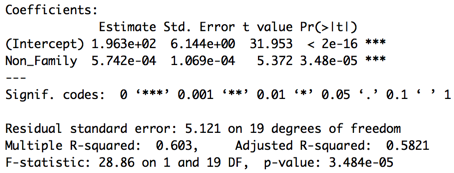 Coefficients:
Estimate Std. Error t value Pr(>|t|)
(Intercept) 1.963e+02 6.144e+00 31.953 < 2e-16 ***
Non_Family 5.742e-04 1.069e-04 5.372 3.48e-05 ***
---
Signif. codes: 0 ‘***’ 0.001 ‘**’ 0.01 ‘*’ 0.05 ‘.’ 0.1 ‘ ’ 1
Residual standard error: 5.121 on 19 degrees of freedom
Multiple R-squared: 0.603, Adjusted R-squared: 0.5821
F-statistic: 28.86 on 1 and 19 DF, p-value: 3.484e-05